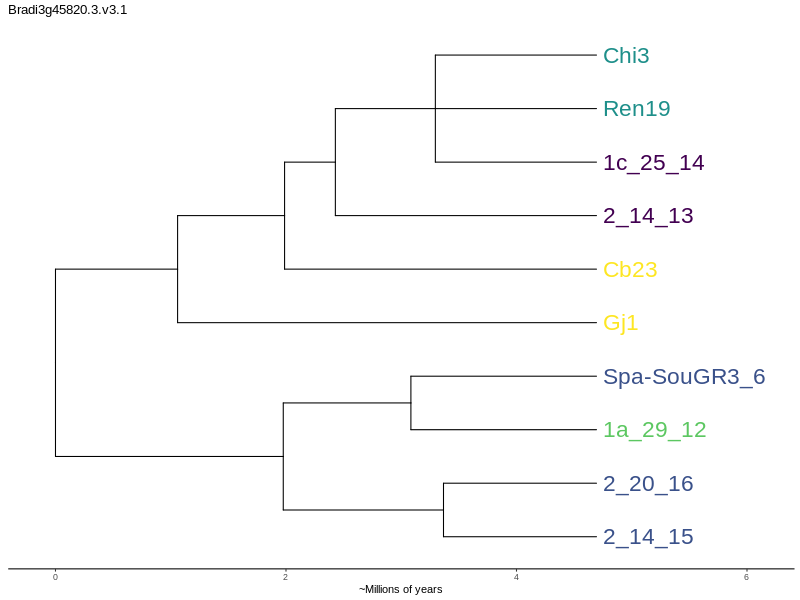 Bradi3g45820.3.v3.1
Chi3
Ren19
1c_25_14
2_14_13
Cb23
Gj1
Spa-SouGR3_6
1a_29_12
2_20_16
2_14_15
0 2 4 6
~Millions of years